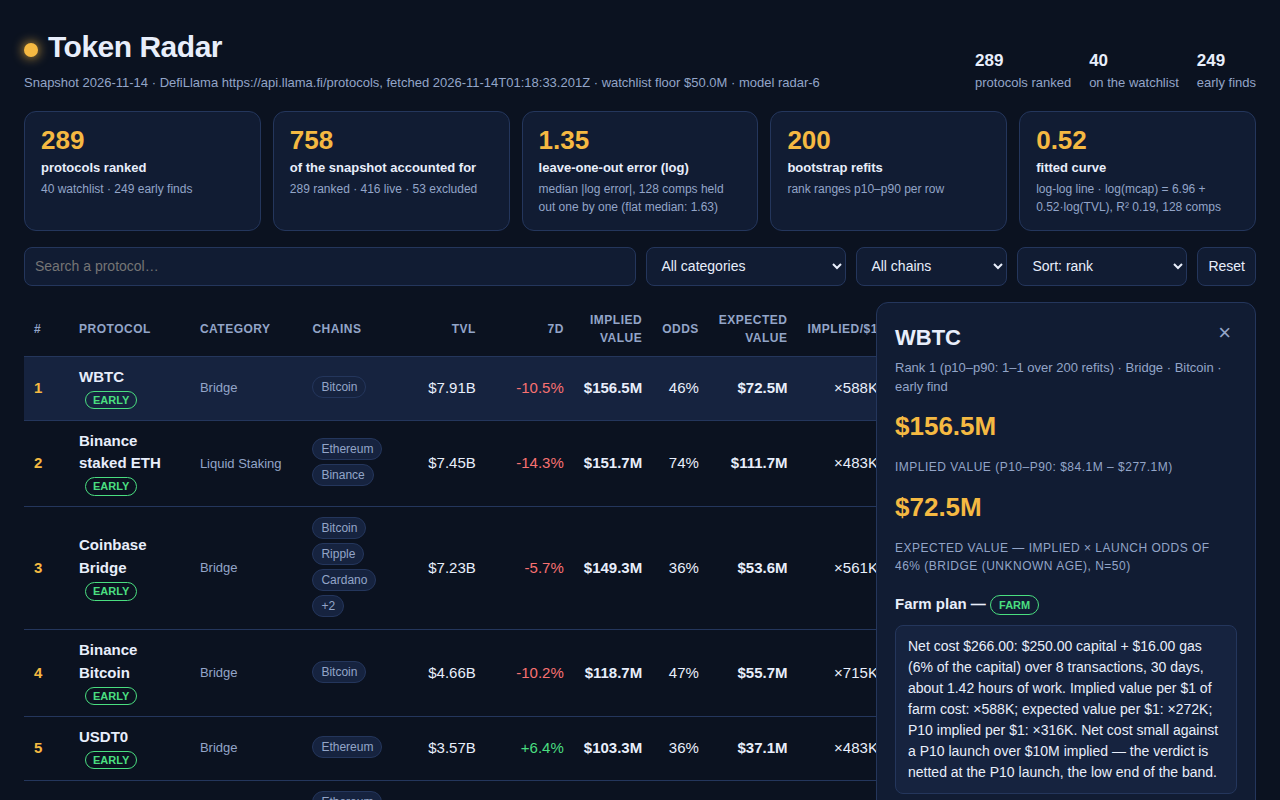 Token Radar
Snapshot 2026-11-14 · DefiLlama https://api.llama.fi/protocols, fetched 2026-11-14T01:18:33.201Z · watchlist floor $50.0M · model radar-6
289
protocols ranked
40
on the watchlist
249
early finds
289
protocols ranked
40 watchlist · 249 early finds
758
of the snapshot accounted for
289 ranked · 416 live · 53 excluded
1.35
leave-one-out error (log)
median |log error|, 128 comps held
out one by one (flat median: 1.63)
200
bootstrap refits
rank ranges p10–p90 per row
0.52
fitted curve
log-log line · log(mcap) = 6.96 +
0.52·log(TVL), R² 0.19, 128 comps
Search a protocol…
All categories
All chains
Sort: rank
Reset
# PROTOCOL CATEGORY CHAINS TVL 7D IMPLIED VALUE ODDS EXPECTED VALUE IMPLIED/$1
1 WBTC EARLY Bridge Bitcoin $7.91B -10.5% $156.5M 46% $72.5M ×588K
2 Binance staked ETH EARLY Liquid Staking Ethereum Binance $7.45B -14.3% $151.7M 74% $111.7M ×483K
3 Coinbase Bridge EARLY Bridge Bitcoin Ripple Cardano +2 $7.23B -5.7% $149.3M 36% $53.6M ×561K
4 Binance Bitcoin EARLY Bridge Bitcoin $4.66B -10.2% $118.7M 47% $55.7M ×715K
5 USDT0 EARLY Bridge Ethereum $3.57B +6.4% $103.3M 36% $37.1M ×483K
Ethereum
WBTC
×
Rank 1 (p10–p90: 1–1 over 200 refits) · Bridge · Bitcoin ·
early find
$156.5M
IMPLIED VALUE (P10–P90: $84.1M – $277.1M)
$72.5M
EXPECTED VALUE — IMPLIED × LAUNCH ODDS OF
46% (BRIDGE (UNKNOWN AGE), N=50)
Farm plan — FARM
Net cost $266.00: $250.00 capital + $16.00 gas
(6% of the capital) over 8 transactions, 30 days,
about 1.42 hours of work. Implied value per $1 of
farm cost: ×588K; expected value per $1: ×272K;
P10 implied per $1: ×316K. Net cost small against
a P10 launch over $10M implied — the verdict is
netted at the P10 launch, the low end of the band.